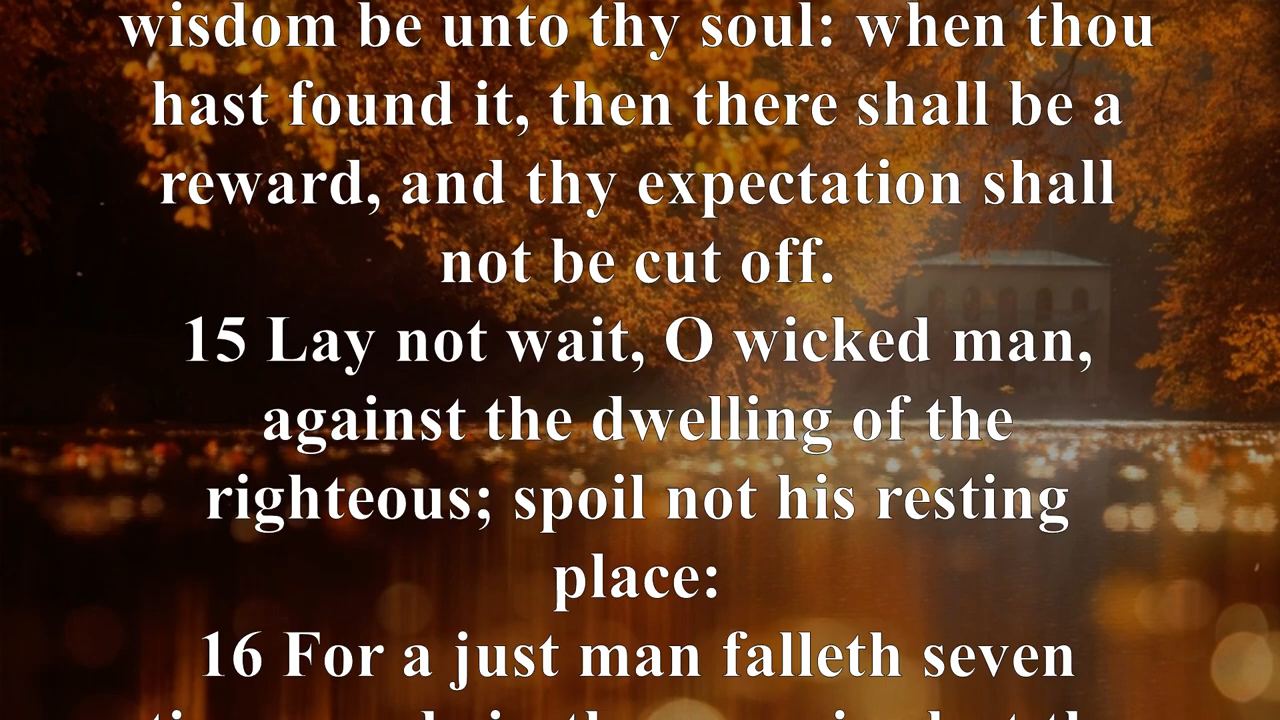 wisdom be unto thy soul: when thou
hast found it, then there shall be a
reward, and thy expectation shall
not be cut off.
15 Lay not wait, O wicked man,
against the dwelling of the
righteous; spoil not his resting
place:
16 For a just man falleth seven